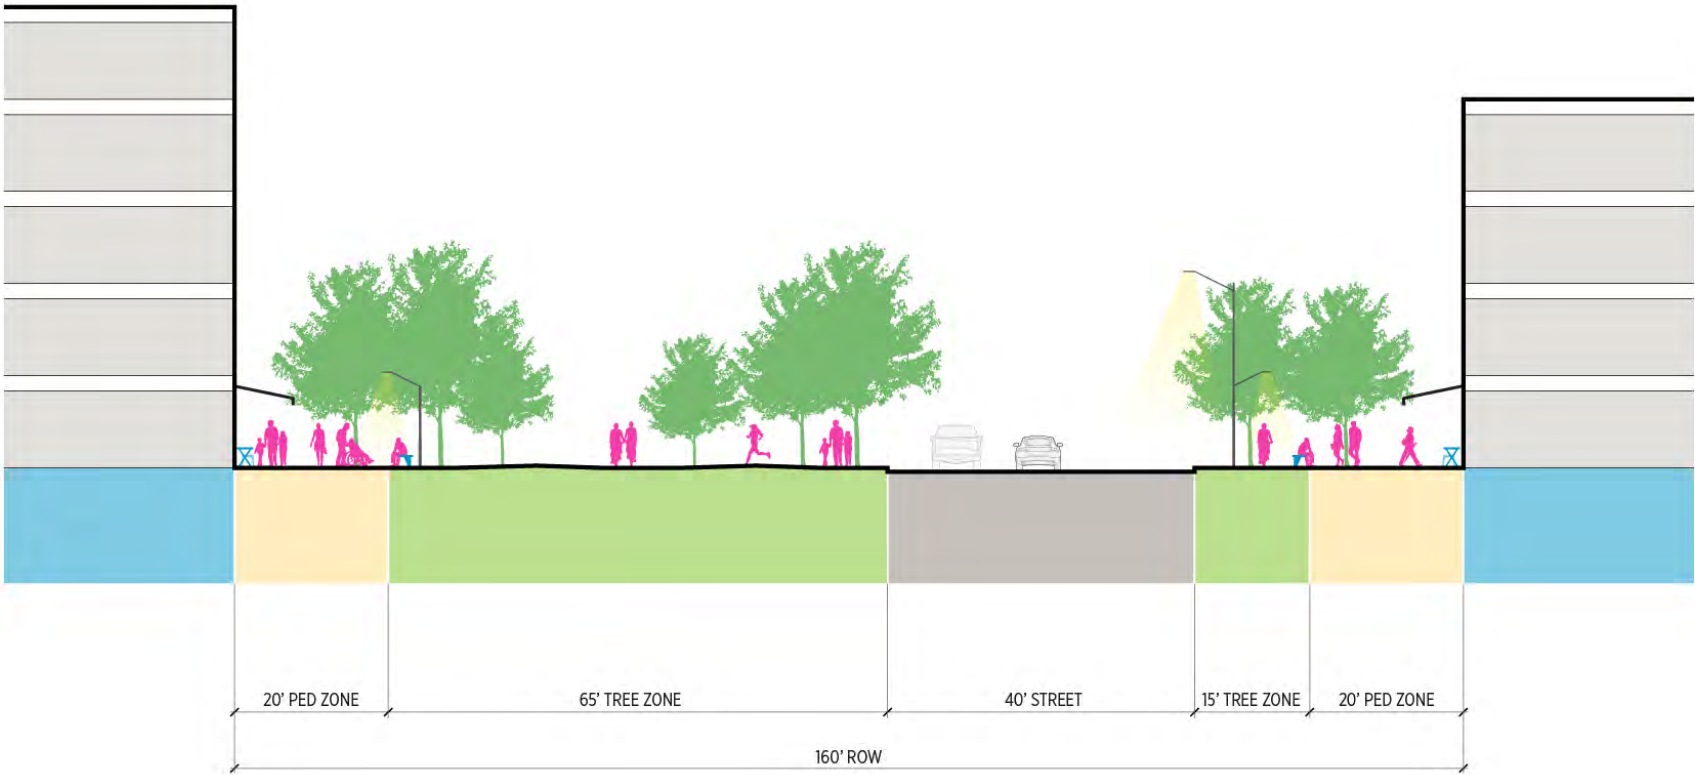 20' PED ZONE
65' TREE ZONE
40' STREET
15' TREE ZONE
20' PED ZONE
160' ROW